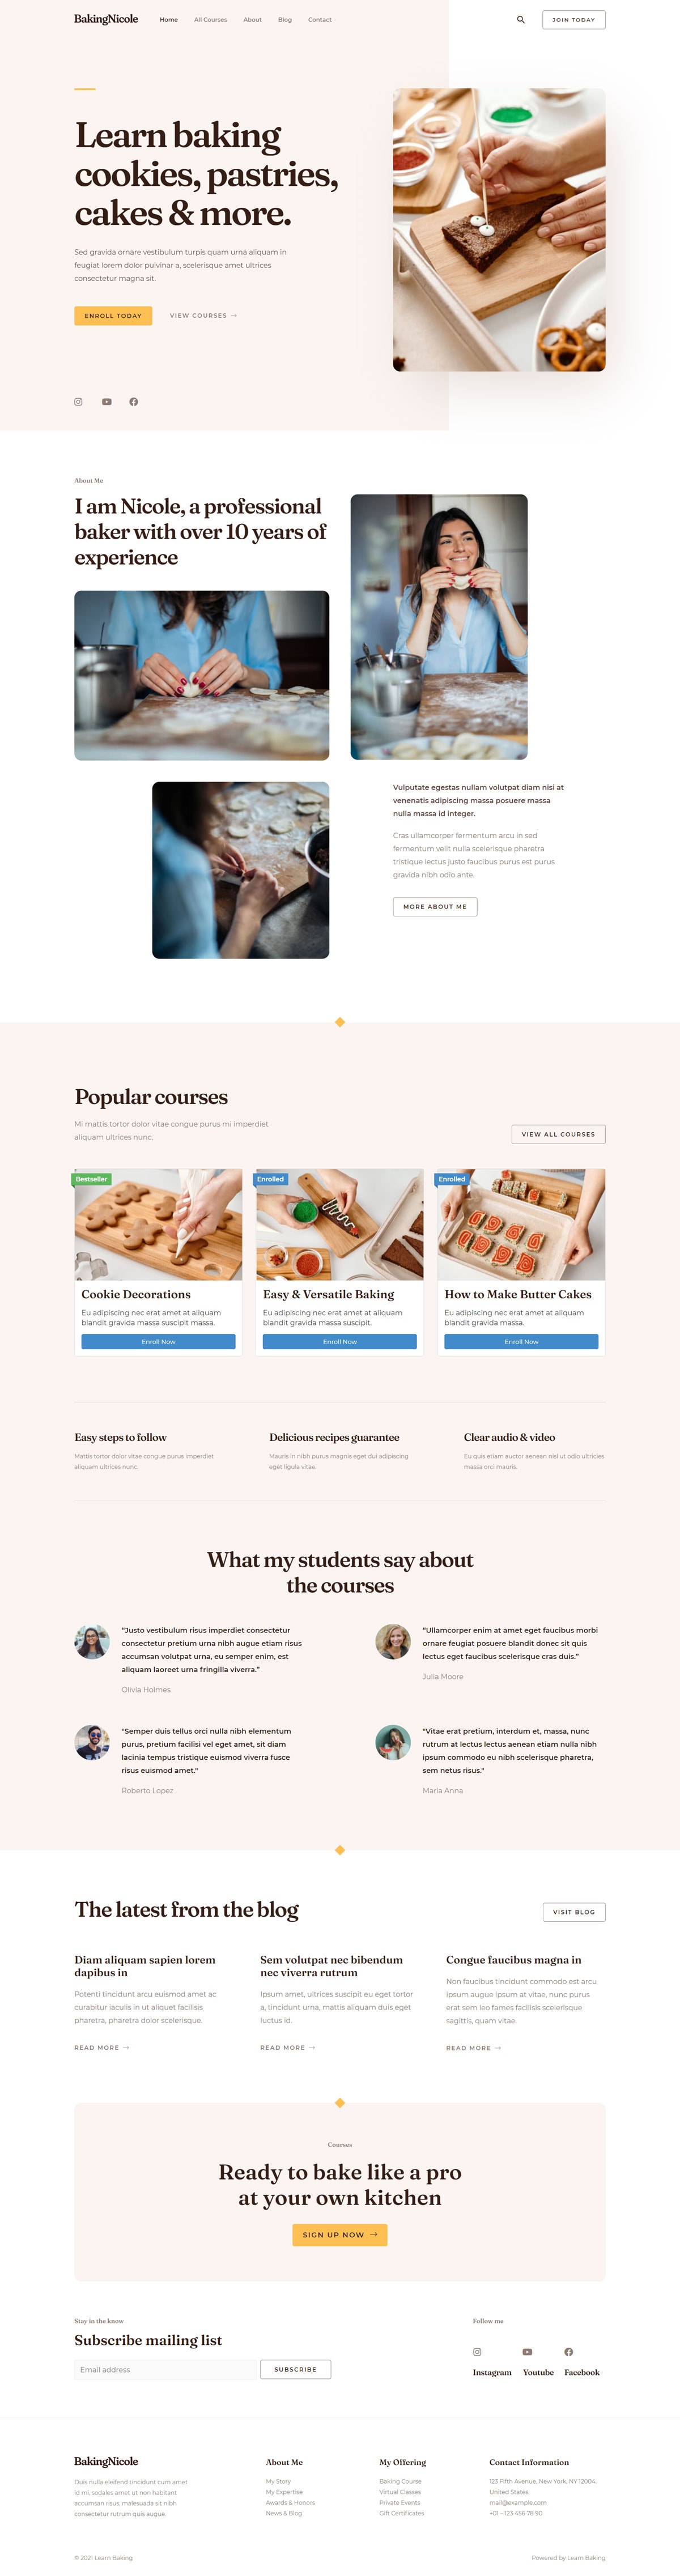 BakingNicole
Home
All Courses
About
Blog
Contact
JOIN TODAY
Learn baking
cookies, pastries,
cakes & more.
Sed gravida ornare vestibulum turpis quam urna aliquam in
feugiat lorem dolor pulvinar a, scelerisque amet ultrices
consectetur magna sit.
ENROLL TODAY
VIEW COURSES →
About Me
I am Nicole, a professional
baker with over 10 years of
experience
Vulputate egestas nullam volutpat diam nisi at
venenatis adipiscing massa posuere massa
nulla massa id integer.
Cras ullamcorper fermentum arcu in sed
fermentum velit nulla scelerisque pharetra
tristique lectus justo faucibus purus est purus
gravida nibh odio ante.
MORE ABOUT ME
Popular courses
Mi mattis tortor dolor vitae congue purus mi imperdiet
aliquam ultrices nunc.
VIEW ALL COURSES
Bestseller
Cookie Decorations
Eu adipiscing nec erat amet at aliquam
blandit gravida massa suscipit massa.
Enroll Now
Enrolled
Easy & Versatile Baking
Eu adipiscing nec erat amet at aliquam
blandit gravida massa suscipit.
Enroll Now
Enrolled
How to Make Butter Cakes
Eu adipiscing nec erat amet at aliquam
blandit gravida massa suscipit massa.
Enroll Now
Easy steps to follow
Mattis tortor dolor vitae congue purus imperdiet
aliquam ultrices nunc.
Delicious recipes guarantee
Mauris in nibh purus magnis eget dui adipiscing
eget ligula vitae.
Clear audio & video
Eu quis etiam auctor aenean nisl ut odio ultricies
massa orci mauris.
What my students say about
the courses
"Justo vestibulum risus imperdiet consectetur
consectetur pretium urna nibh augue etiam risus
accumsan volutpat urna, eu semper enim, est
aliquam laoreet urna fringilla viverra."
Olivia Holmes
"Ullamcorper enim at amet eget faucibus morbi
ornare feugiat posuere blandit donec sit quis
lectus eget faucibus scelerisque cras duis."
Julia Moore
"Semper duis tellus orci nulla nibh elementum
purus, pretium facilisi vel eget amet, sit diam
lacinia tempus tristique euismod viverra fusce
risus euismod amet."
Roberto Lopez
"Vitae erat pretium, interdum et, massa, nunc
rutrum at lectus lectus aenean etiam nulla nibh
ipsum commodo eu nibh scelerisque pharetra,
sem netus risus."
Maria Anna
The latest from the blog
VISIT BLOG
Diam aliquam sapien lorem
dapibus in
Potenti tincidunt arcu euismod amet ac
curabitur iaculis in ut aliquet facilisis
pharetra, pharetra dolor scelerisque.
READ MORE →
Sem volutpat nec bibendum
nec viverra rutrum
Ipsum amet, ultrices suscipit eu eget tortor
a, tincidunt urna, mattis aliquam duis eget
luctus id.
READ MORE →
Congue faucibus magna in
Non faucibus tincidunt commodo est arcu
ipsum augue ipsum at vitae, nunc purus
erat sem leo fames facilisis scelerisque
sagittis, quam vitae.
READ MORE →
Courses
Ready to bake like a pro
at your own kitchen
SIGN UP NOW →
Stay in the know
Subscribe mailing list
Email address
SUBSCRIBE
Follow me
Instagram
Youtube
Facebook
BakingNicole
Duis nulla eleifend tincidunt cum amet
id mi, sodales amet ut non habitant
accumsan risus, malesuada sit nibh
consectetur rutrum quis augue.
About Me
My Story
My Expertise
Awards & Honors
News & Blog
My Offering
Baking Course
Virtual Classes
Private Events
Gift Certificates
Contact Information
123 Fifth Avenue, New York, NY 12004.
United States.
mail@example.com
+01 – 123 456 78 90
© 2021 Learn Baking
Powered by Learn Baking